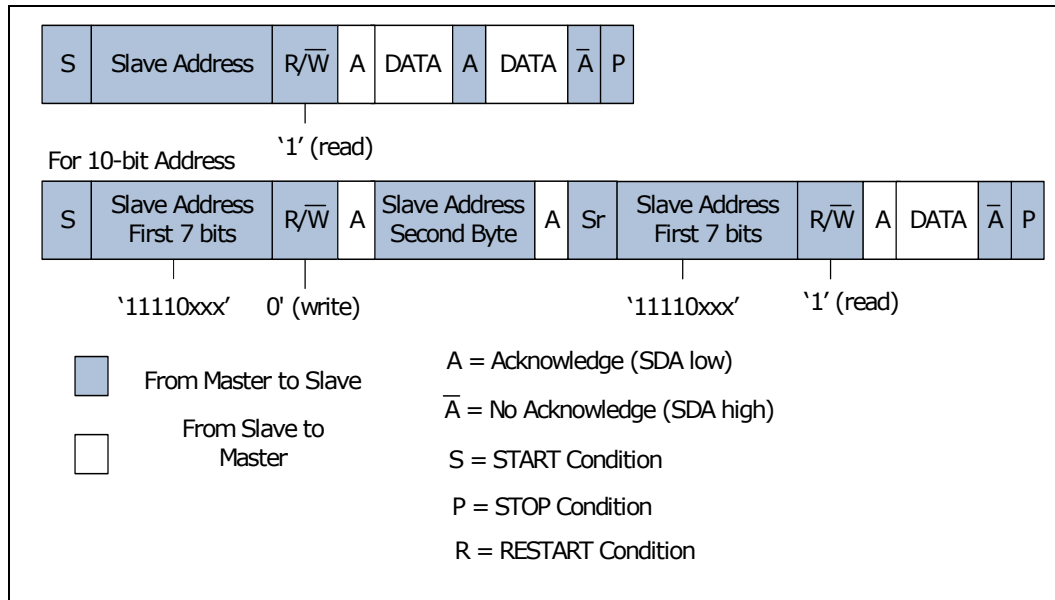 S Slave Address R/W̅ A DATA A DATA A̅ P
‘1’ (read)
For 10-bit Address
S Slave Address First 7 bits R/W̅ A Slave Address Second Byte A Sr Slave Address First 7 bits R/W̅ A DATA A̅ P
‘11110xxx’ 0' (write) ‘11110xxx’ ‘1’ (read)
From Master to Slave
From Slave to
Master
A = Acknowledge (SDA low)
A̅ = No Acknowledge (SDA high)
S = START Condition
P = STOP Condition
R = RESTART Condition